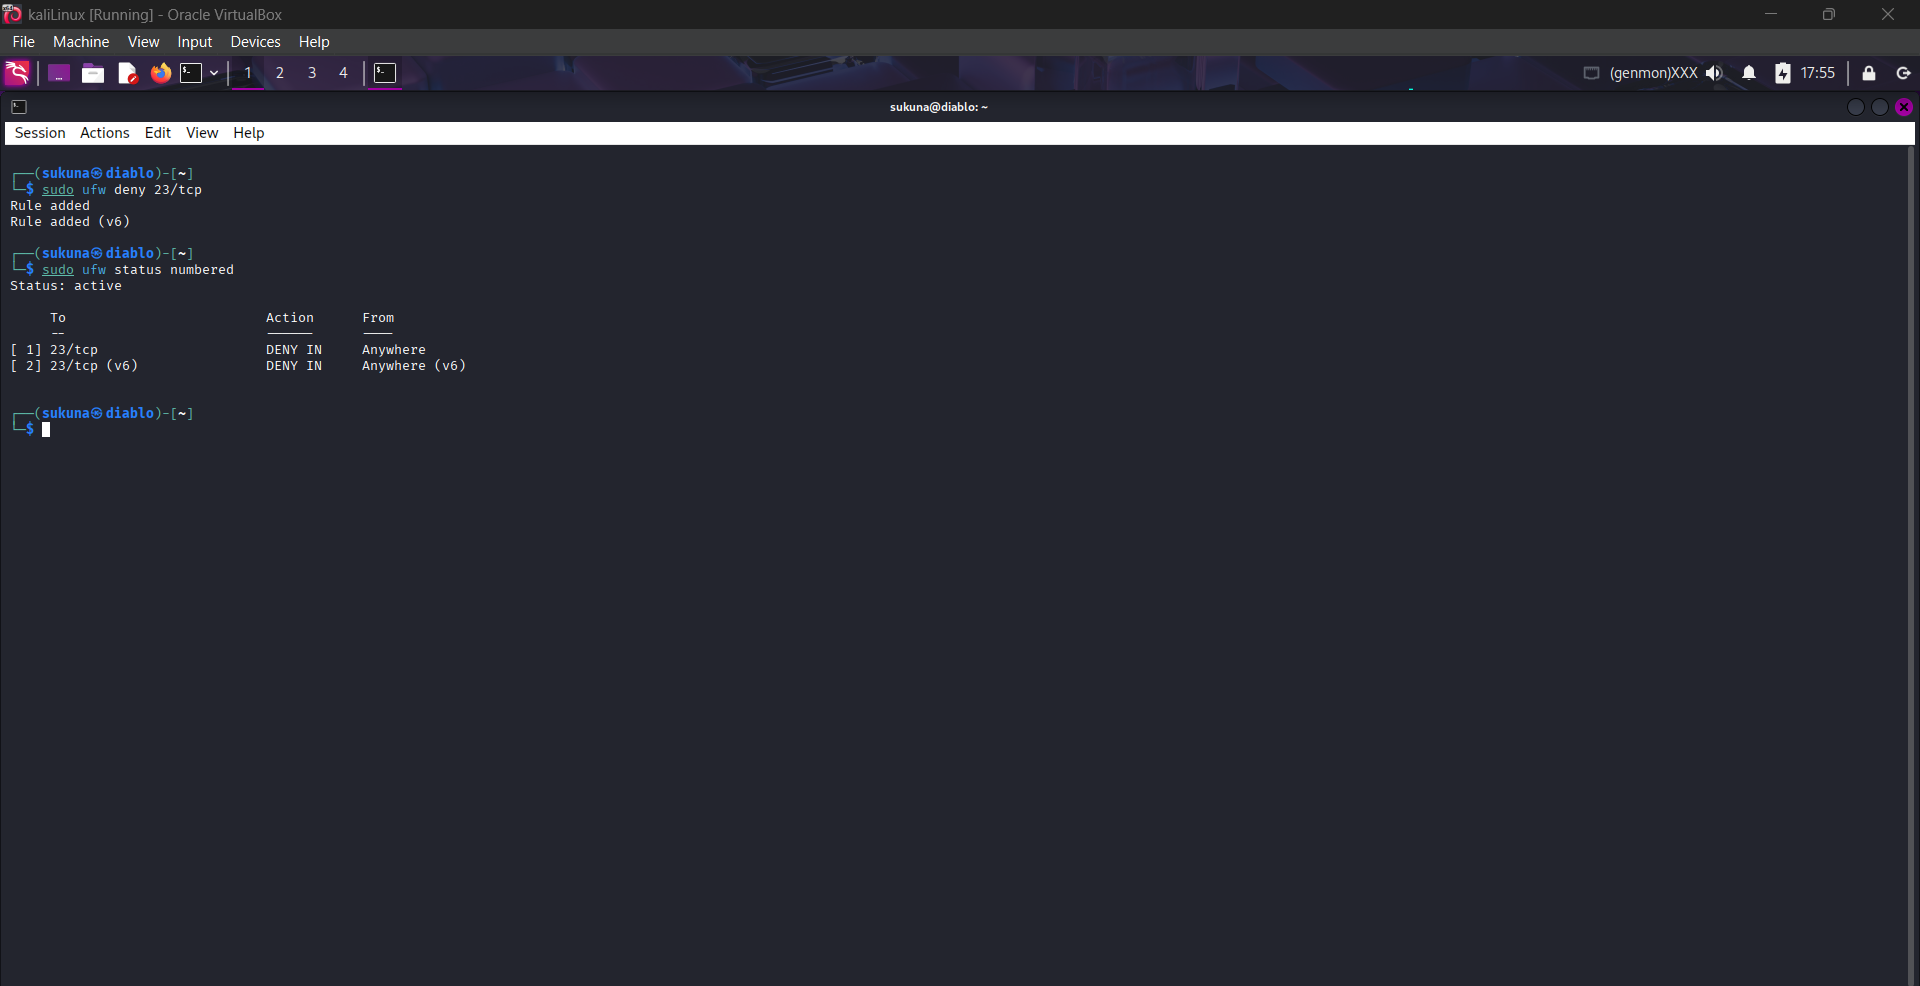 kaliLinux [Running] - Oracle VirtualBox
File Machine View Input Devices Help
1 2 3 4 (genmon)XXX 17:55
sukuna@diablo: ~
Session Actions Edit View Help
┌──(sukuna㉿diablo)-[~]
└─$ sudo ufw deny 23/tcp
Rule added
Rule added (v6)
┌──(sukuna㉿diablo)-[~]
└─$ sudo ufw status numbered
Status: active
To Action From
-- ------ ----
[ 1] 23/tcp DENY IN Anywhere
[ 2] 23/tcp (v6) DENY IN Anywhere (v6)
┌──(sukuna㉿diablo)-[~]
└─$